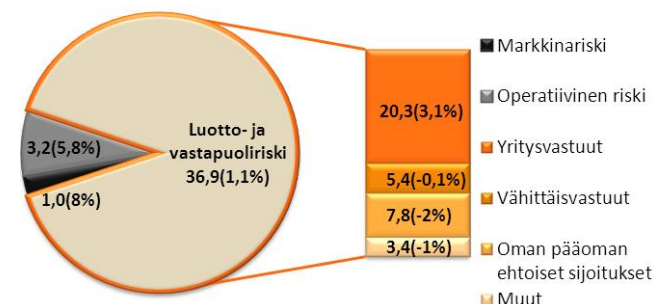 Luotto- ja
vastapuoliriski
36,9(1,1%)
3,2(5,8%)
1,0(8%)
20,3(3,1%)
5,4(-0,1%)
7,8(-2%)
3,4(-1%)
Markkinariski
Operatiivinen riski
Yritysvastuut
Vähittäisvastuut
Oman pääoman
ehtoiset sijoitukset
Muut